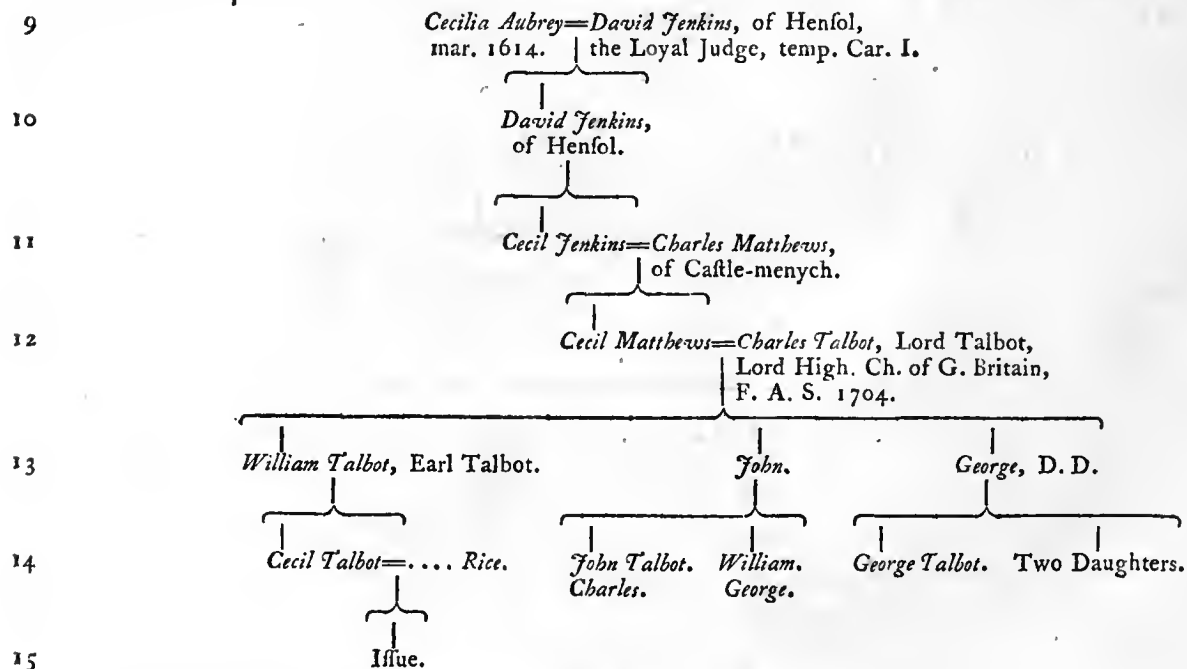 9 Cecilia Aubrey=David Jenkins, of Henſol,
mar. 1614. the Loyal Judge, temp. Car. I.
10 David Jenkins,
of Henſol.
11 Cecil Jenkins=Charles Matthews,
of Caſtle-menych.
12 Cecil Matthews=Charles Talbot, Lord Talbot,
Lord High. Ch. of G. Britain,
F. A. S. 1704.
13 William Talbot, Earl Talbot. John. George, D. D.
14 Cecil Talbot=.... Rice. John Talbot. William. George Talbot. Two Daughters.
Charles. George.
15 Iſſue.